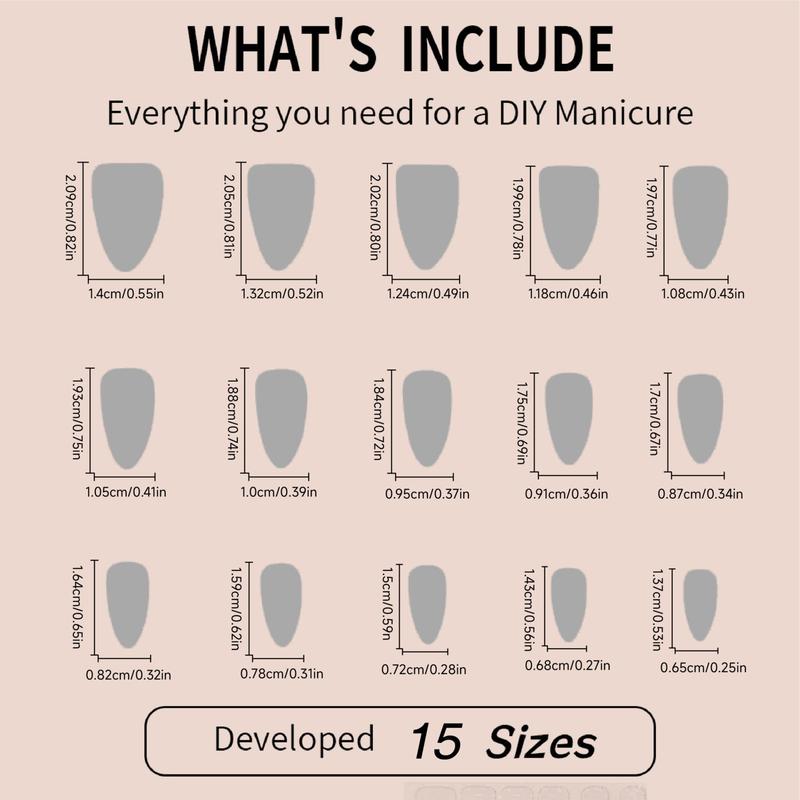 WHAT'S INCLUDE
Everything you need for a DIY Manicure
2.09cm/0.82in
1.4cm/0.55in
2.05cm/0.81in
1.32cm/0.52in
2.02cm/0.80in
1.24cm/0.49in
1.99cm/0.78in
1.18cm/0.46in
1.97cm/0.77in
1.08cm/0.43in
1.93cm/0.75in
1.05cm/0.41in
1.88cm/0.74in
1.0cm/0.39in
1.84cm/0.72in
0.95cm/0.37in
1.75cm/0.69in
0.91cm/0.36in
1.7cm/0.67in
0.87cm/0.34in
1.64cm/0.65in
0.82cm/0.32in
1.59cm/0.62in
0.78cm/0.31in
1.5cm/0.59n
0.72cm/0.28in
1.43cm/0.56in
0.68cm/0.27in
1.37cm/0.53in
0.65cm/0.25in
Developed 15 Sizes